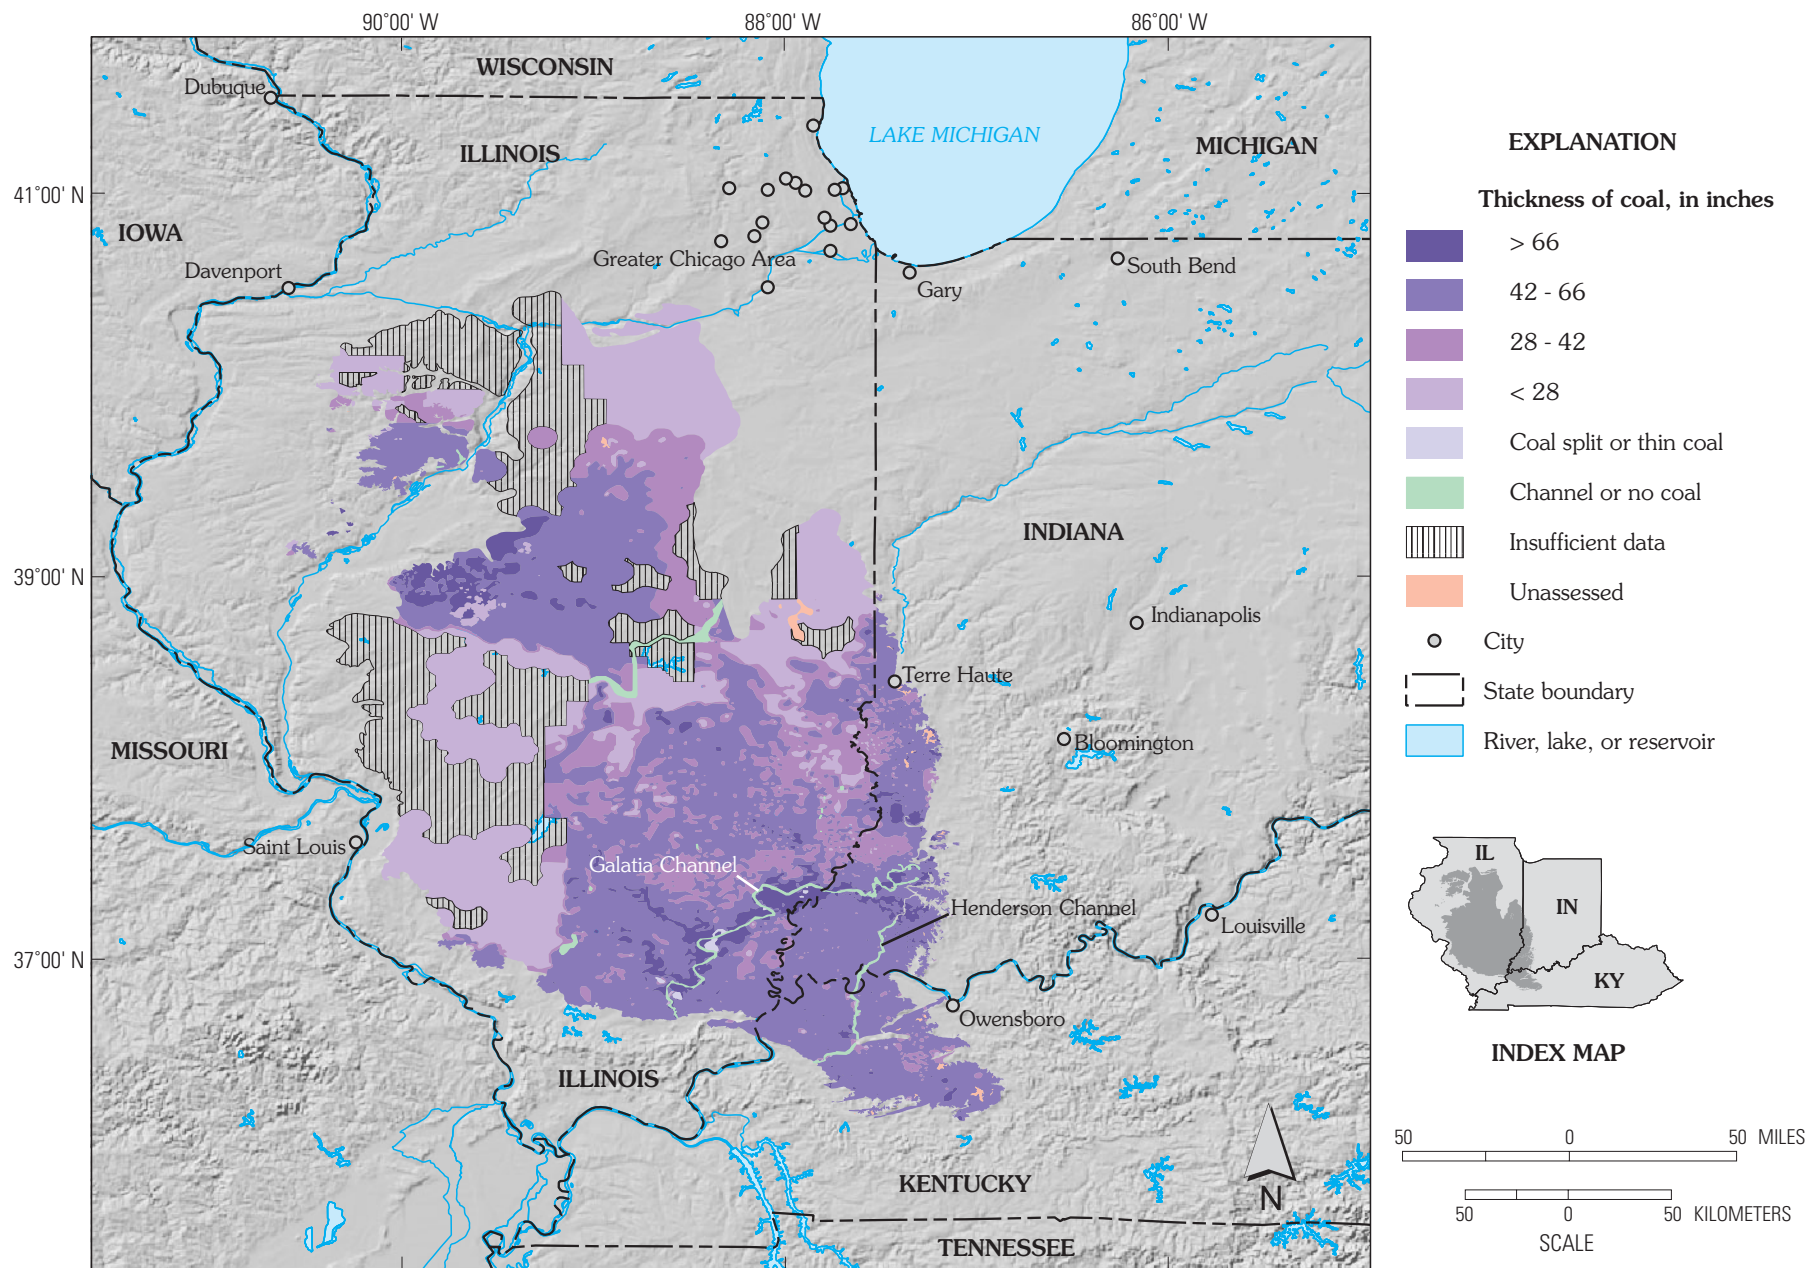 90°00' W
88°00' W
86°00' W
WISCONSIN
Dubuque
LAKE MICHIGAN
ILLINOIS
MICHIGAN
41°00' N
IOWA
Greater Chicago Area
Davenport
South Bend
Gary
INDIANA
39°00' N
Indianapolis
Terre Haute
MISSOURI
Bloomington
Saint Louis
Galatia Channel
Henderson Channel
Louisville
37°00' N
Owensboro
ILLINOIS
KENTUCKY
N
TENNESSEE
EXPLANATION
Thickness of coal, in inches
> 66
42 - 66
28 - 42
< 28
Coal split or thin coal
Channel or no coal
Insufficient data
Unassessed
City
State boundary
River, lake, or reservoir
IL
IN
KY
INDEX MAP
50 0 50 MILES
50 0 50 KILOMETERS
SCALE